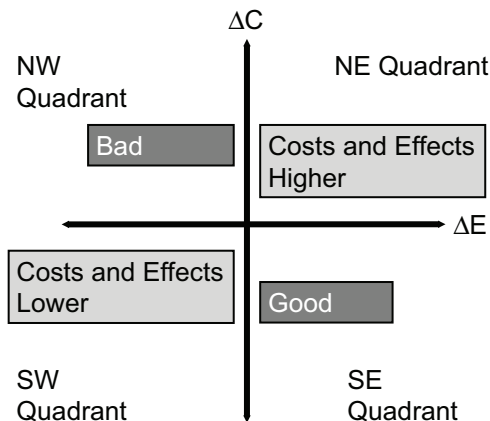 ΔC
NW
Quadrant
NE Quadrant
Bad
Costs and Effects
Higher
ΔE
Costs and Effects
Lower
Good
SW
Quadrant
SE
Quadrant